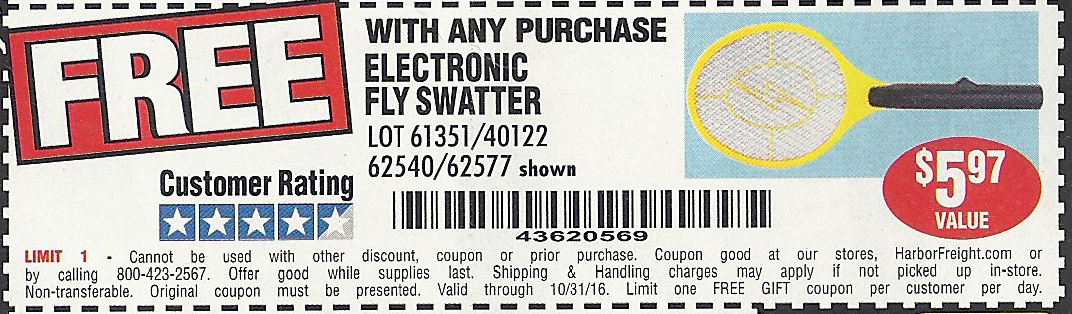 FREE
WITH ANY PURCHASE
ELECTRONIC
FLY SWATTER
LOT 61351/40122
62540/62577 shown
Customer Rating
$5.97
VALUE
43620569
LIMIT 1 - Cannot be used with other discount, coupon or prior purchase. Coupon good at our stores, HarborFreight.com or
by calling 800-423-2567. Offer good while supplies last. Shipping & Handling charges may apply if not picked up in-store.
Non-transferable. Original coupon must be presented. Valid through 10/31/16. Limit one FREE GIFT coupon per customer per day.